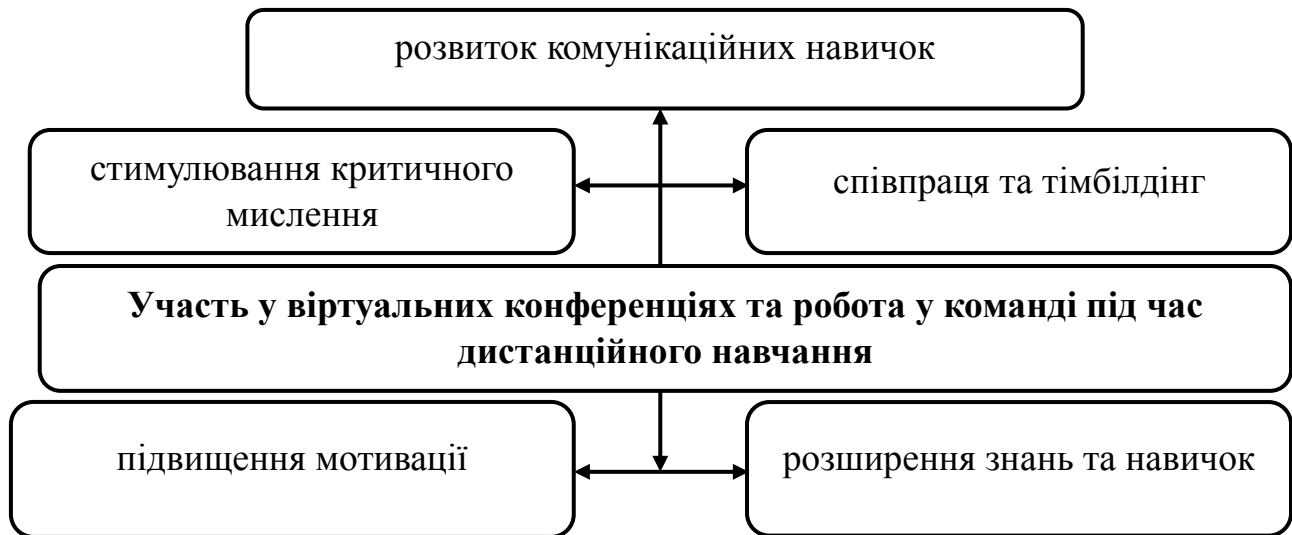 розвиток комунікаційних навичок
стимулювання критичного
мислення
співпраця та тімбілдінг
Участь у віртуальних конференціях та робота у команді під час
дистанційного навчання
підвищення мотивації
розширення знань та навичок